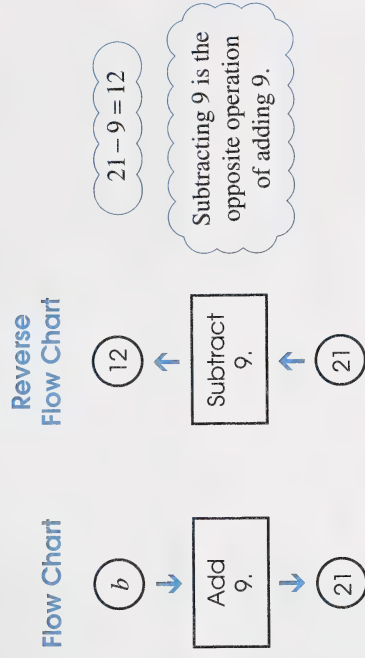 Flow Chart
b
Add
9.
21
Reverse
Flow Chart
12
Subtract
9.
21
21 – 9 = 12
Subtracting 9 is the
opposite operation
of adding 9.